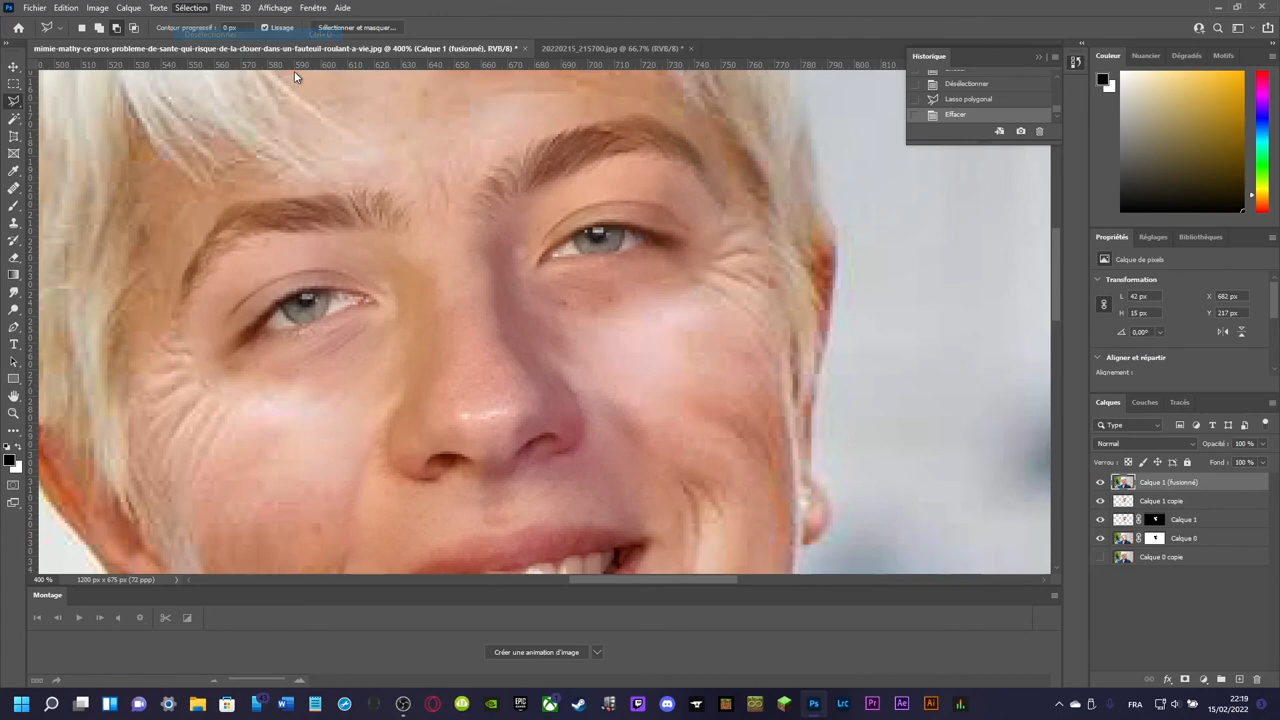 Fichier Edition Image Calque Texte Sélection Filtre 3D Affichage Fenêtre Aide
Désélectionner Ctrl+D
Contour progressif : 0 px Lissage Sélectionner et masquer...
mimie-mathy-ce-gros-probleme-de-sante-qui-risque-de-la-clouer-dans-un-fauteuil-roulant-a-vie.jpg @ 400% (Calque 1 (fusionné), RVB/8) * × 20220215_215700.jpg @ 66,7% (RVB/8) * ×
500 510 520 530 540 550 560 570 580 590 600 610 620 630 640 650 660 670 680 690 700 710 720 730 740 750 760 770 780 790 800 810
Historique
Désélectionner
Lasso polygonal
Effacer
Couleur Nuancier Dégradés Motifs
Propriétés Réglages Bibliothèques
Calque de pixels
Transformation
L 42 px X 682 px
H 15 px Y 217 px
0,00°
Aligner et répartir
Alignement :
Calques Couches Tracés
Type
Normal Opacité : 100 %
Verrou : Fond : 100 %
Calque 1 (fusionné)
Calque 1 copie
Calque 1
Calque 0
Calque 0 copie
400 % 1200 px x 675 px (72 ppp)
Montage
Créer une animation d'image
22:19
15/02/2022